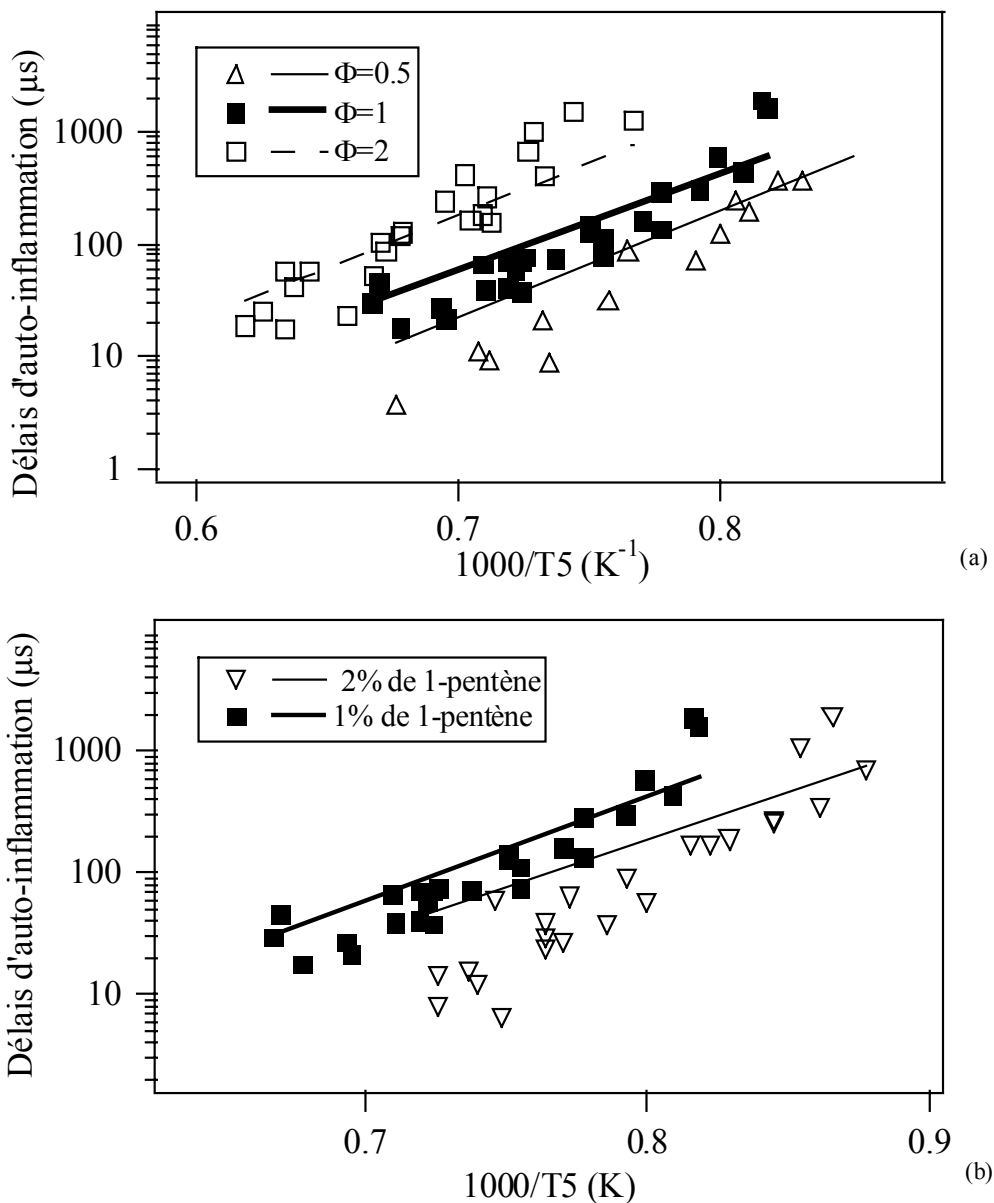 Délais d'auto-inflammation (µs)
1000
100
10
1
Φ=0.5
Φ=1
Φ=2
0.6
0.7
0.8
1000/T5 (K⁻¹)
(a)
Délais d'auto-inflammation (µs)
1000
100
10
2% de 1-pentène
1% de 1-pentène
0.7
0.8
0.9
1000/T5 (K)
(b)